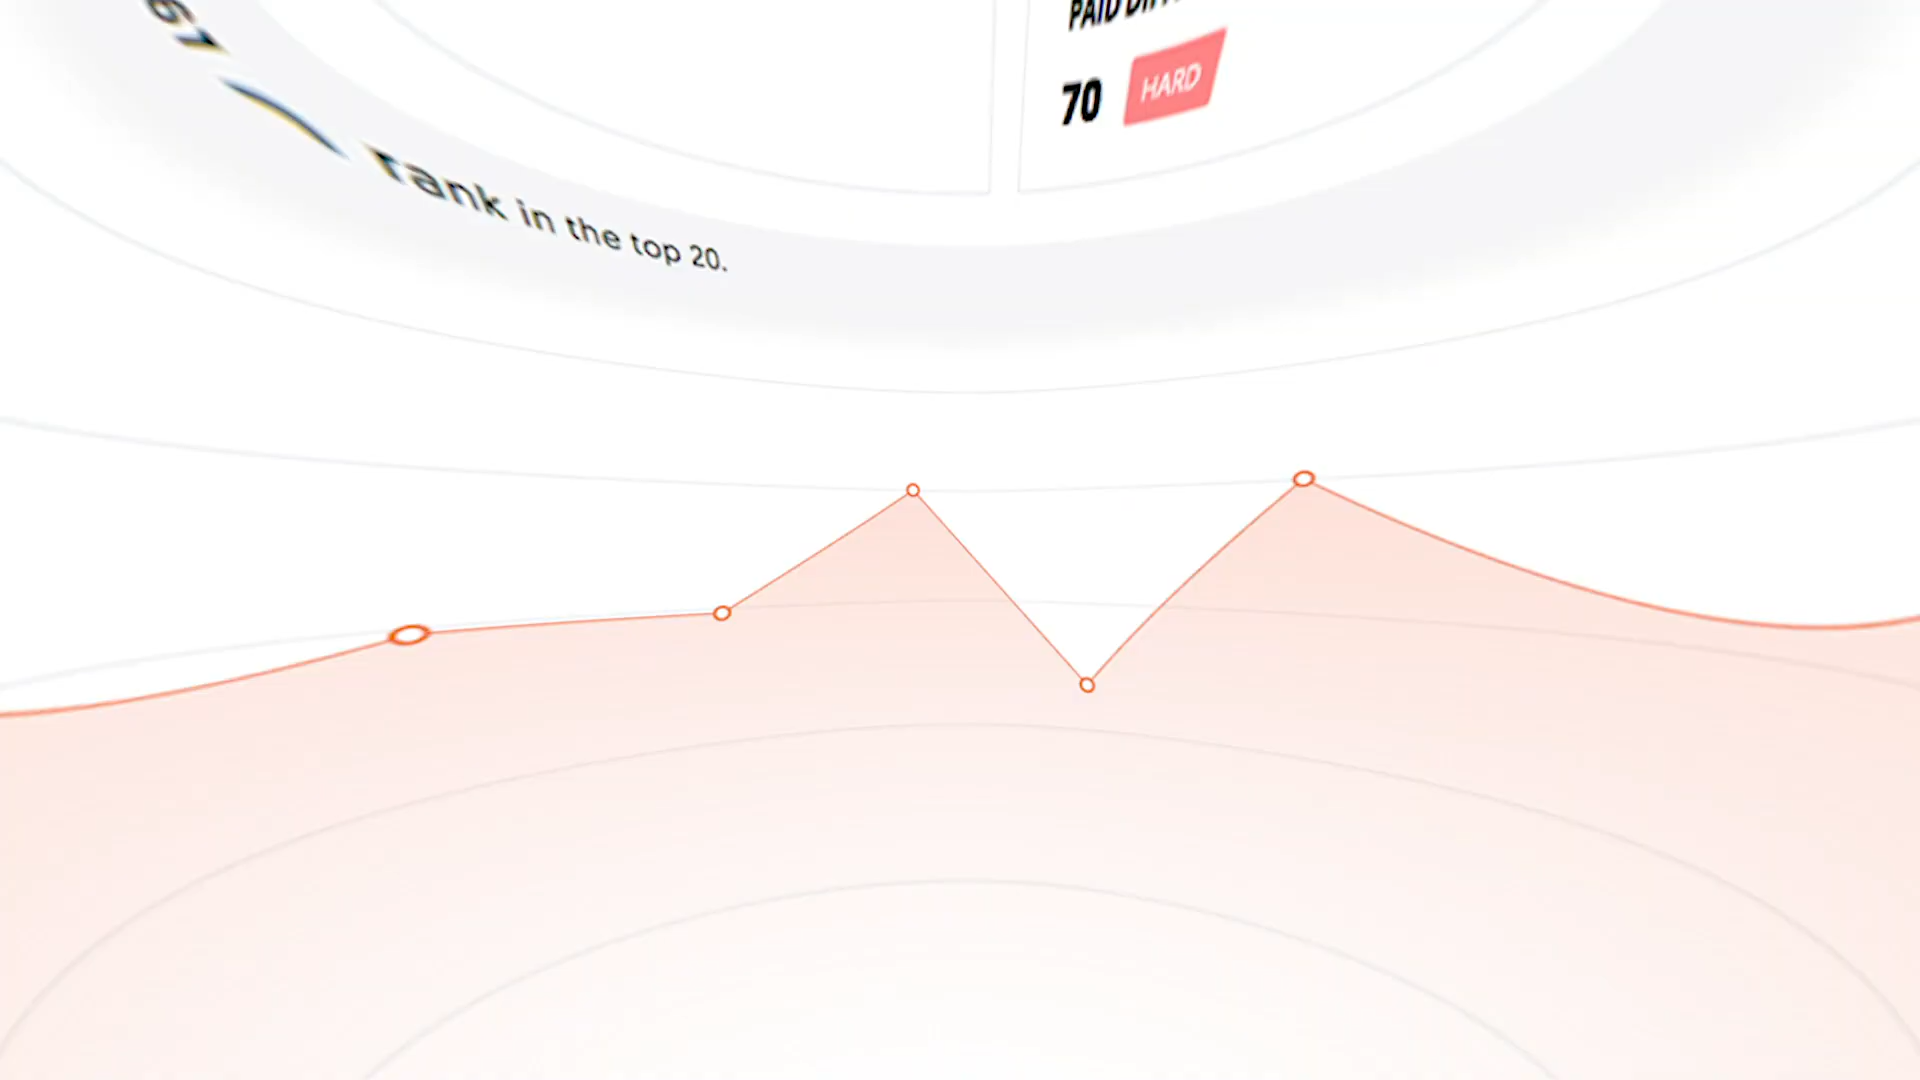 PAID
70 HARD
67 rank in the top 20.